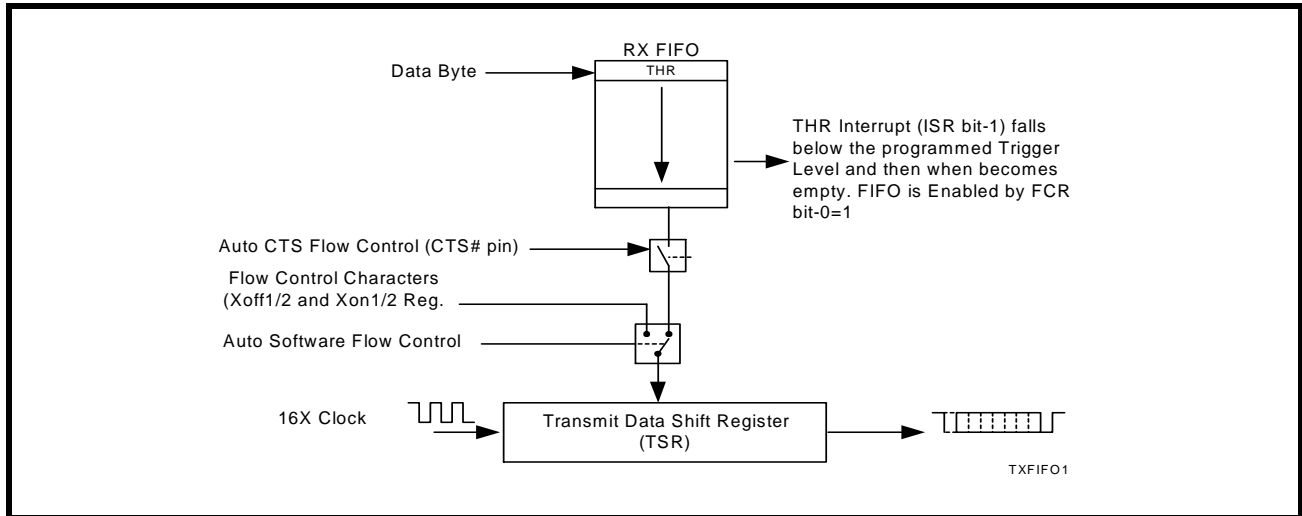 RX FIFO
Data Byte
THR
THR Interrupt (ISR bit-1) falls
below the programmed Trigger
Level and then when becomes
empty. FIFO is Enabled by FCR
bit-0=1
Auto CTS Flow Control (CTS# pin)
Flow Control Characters
(Xoff1/2 and Xon1/2 Reg.
Auto Software Flow Control
16X Clock
Transmit Data Shift Register
(TSR)
TXFIFO1